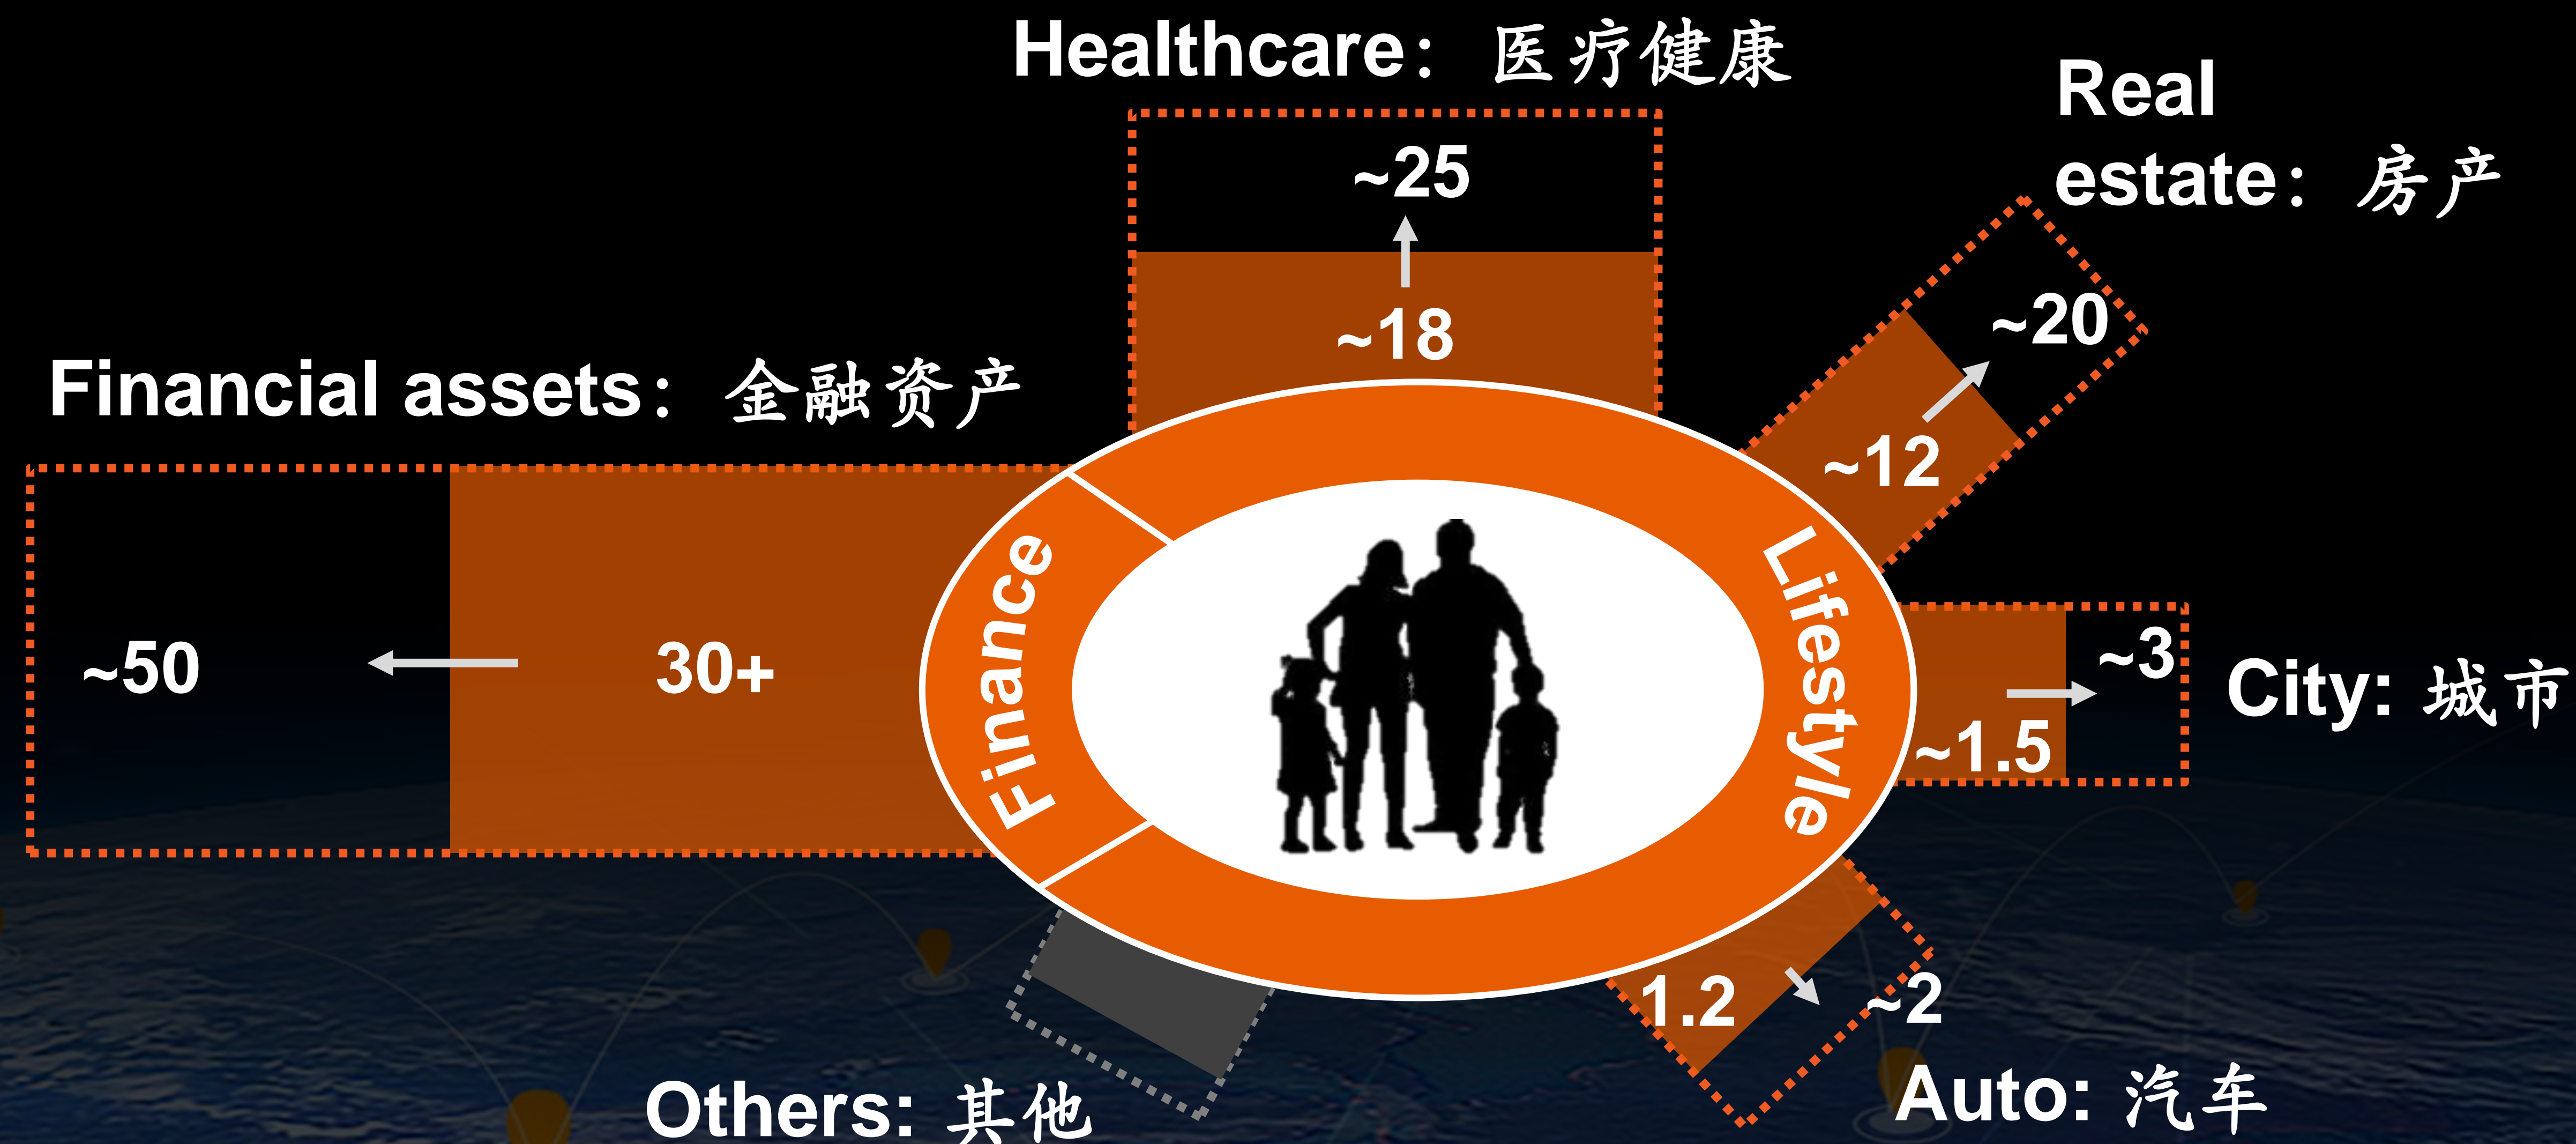 Healthcare：医疗健康
~25
~18
Real
estate：房产
~20
~12
Financial assets：金融资产
~50
30+
Finance
Lifestyle
~3
~1.5
City: 城市
1.2
~2
Auto: 汽车
Others: 其他